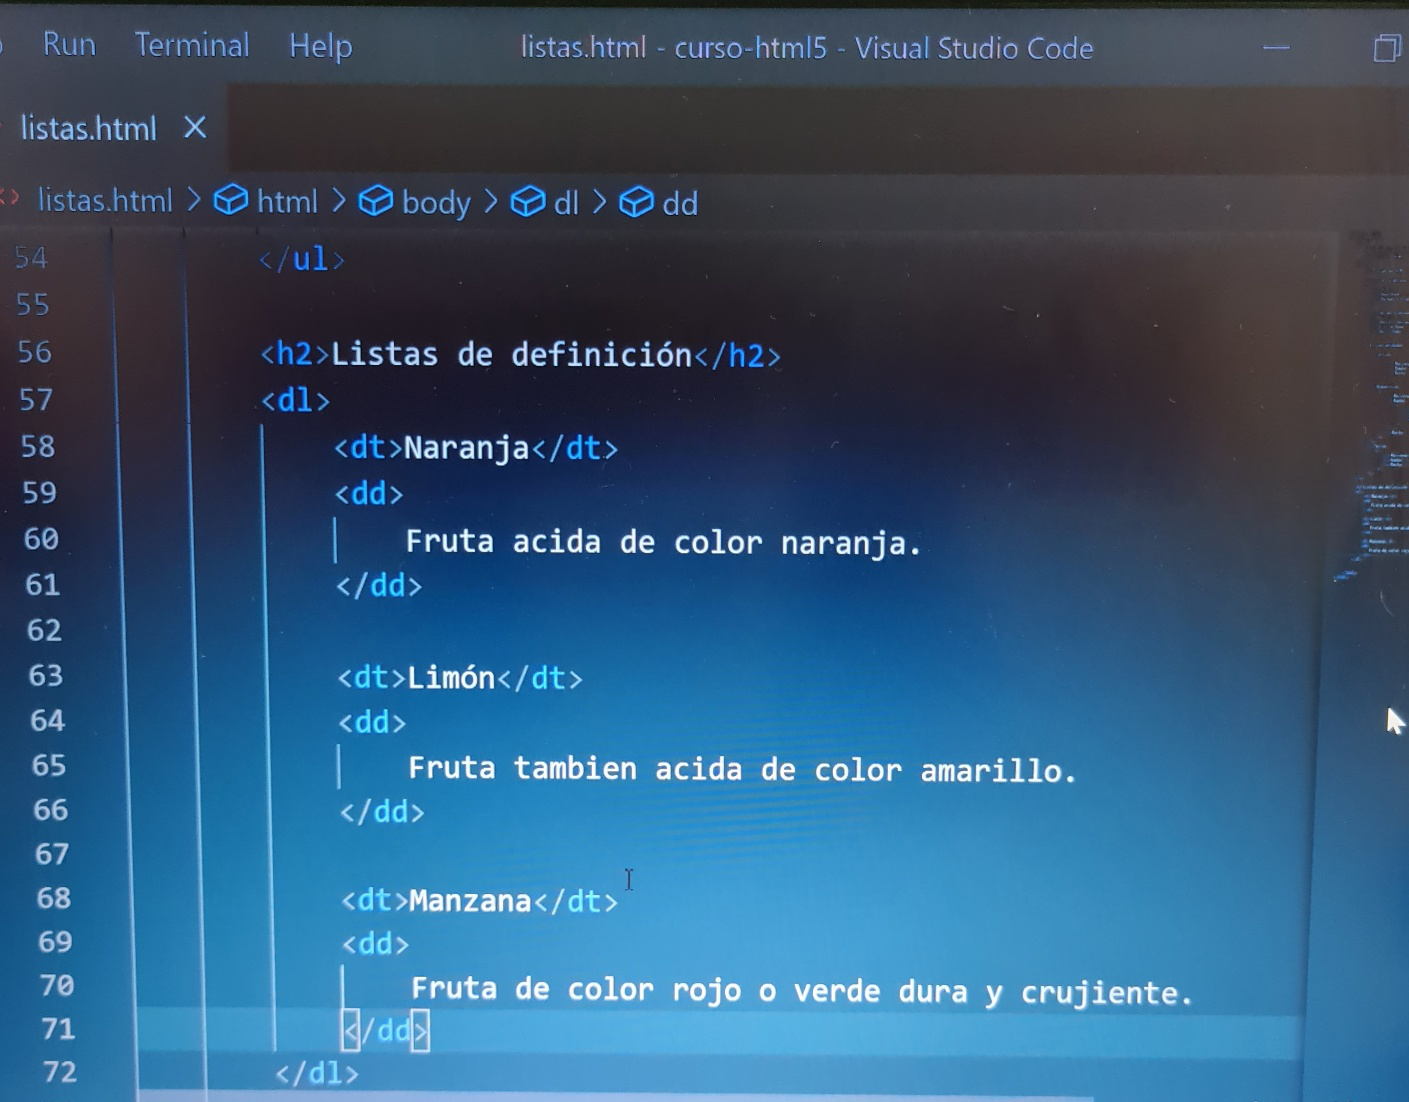 Run Terminal Help listas.html - curso-html5 - Visual Studio Code
listas.html
listas.html > html > body > dl > dd
54 </ul>
55
56 <h2>Listas de definición</h2>
57 <dl>
58 <dt>Naranja</dt>
59 <dd>
60 Fruta acida de color naranja.
61 </dd>
62
63 <dt>Limón</dt>
64 <dd>
65 Fruta tambien acida de color amarillo.
66 </dd>
67
68 <dt>Manzana</dt>
69 <dd>
70 Fruta de color rojo o verde dura y crujiente.
71 </dd>
72 </dl>